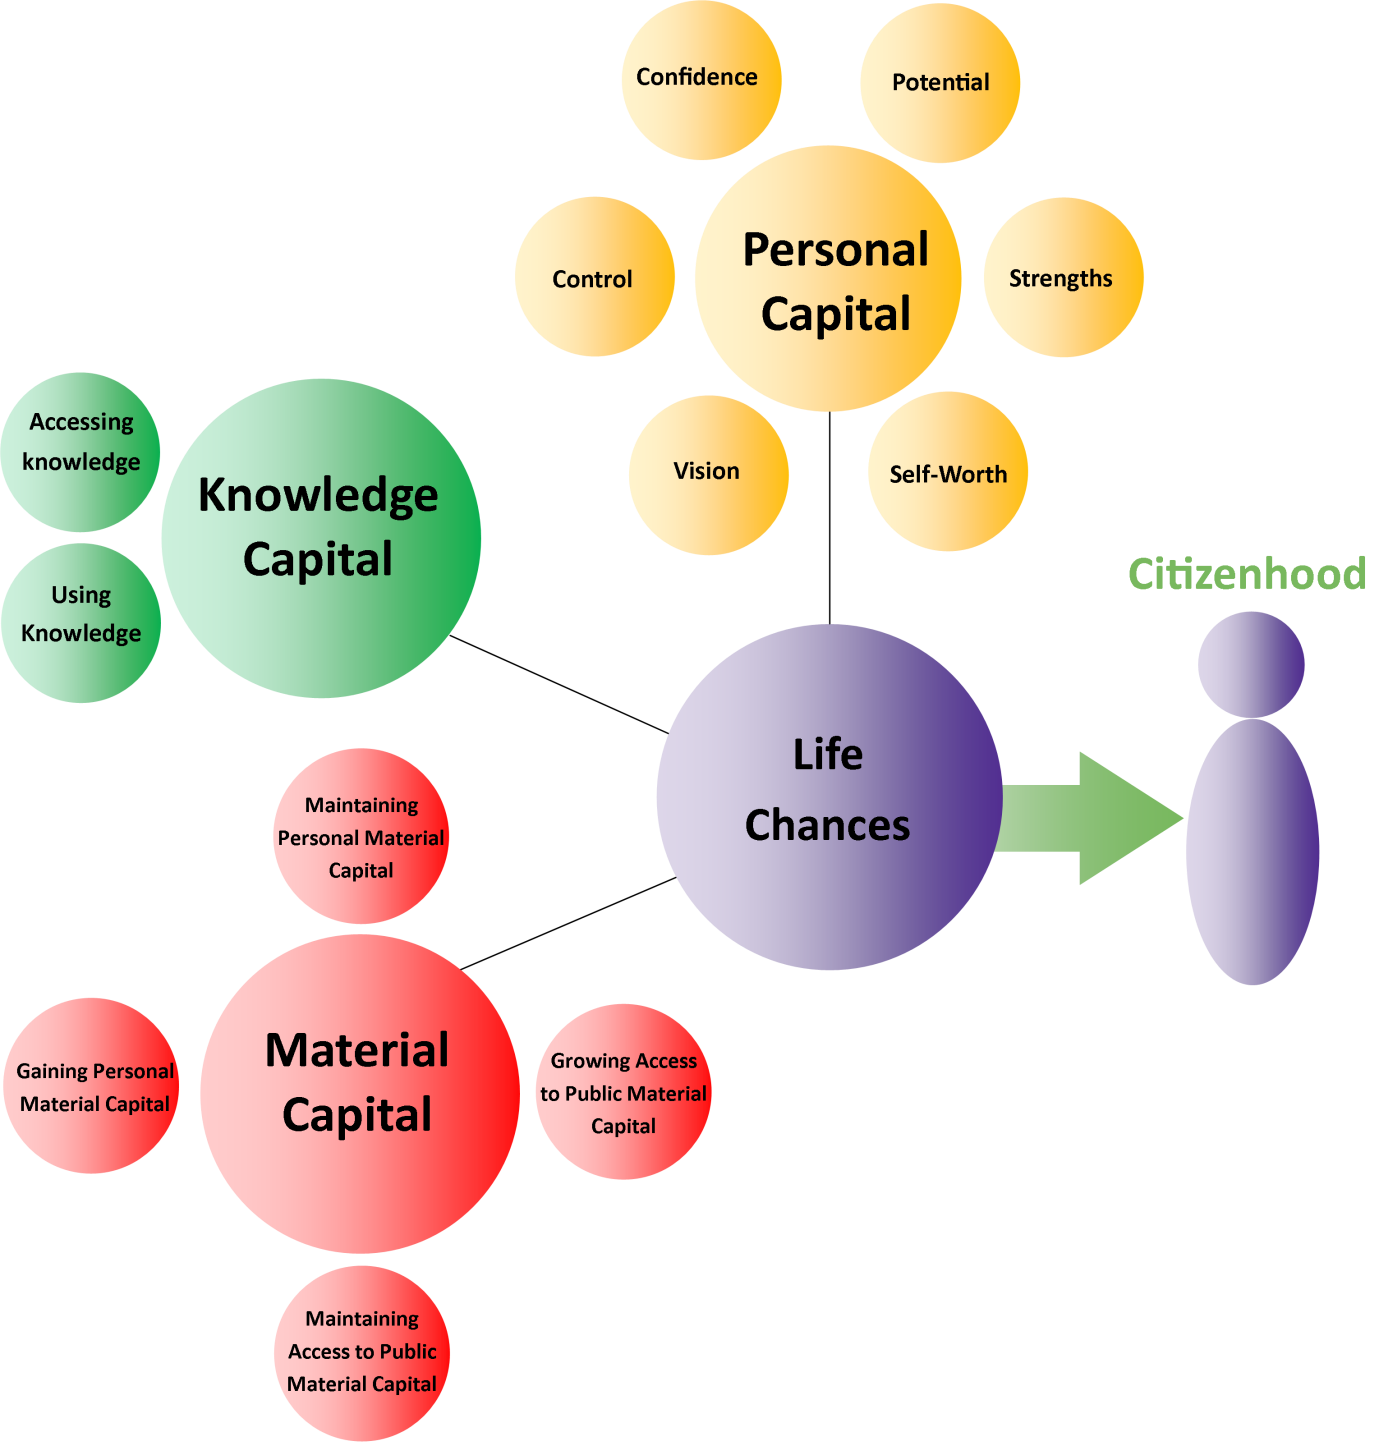 Confidence
Potential
Personal
Capital
Control
Strengths
Vision
Self-Worth
Accessing
knowledge
Using
Knowledge
Knowledge
Capital
Citizenhood
Life
Chances
Maintaining
Personal Material
Capital
Material
Capital
Gaining Personal
Material Capital
Growing Access
to Public Material
Capital
Maintaining
Access to Public
Material Capital